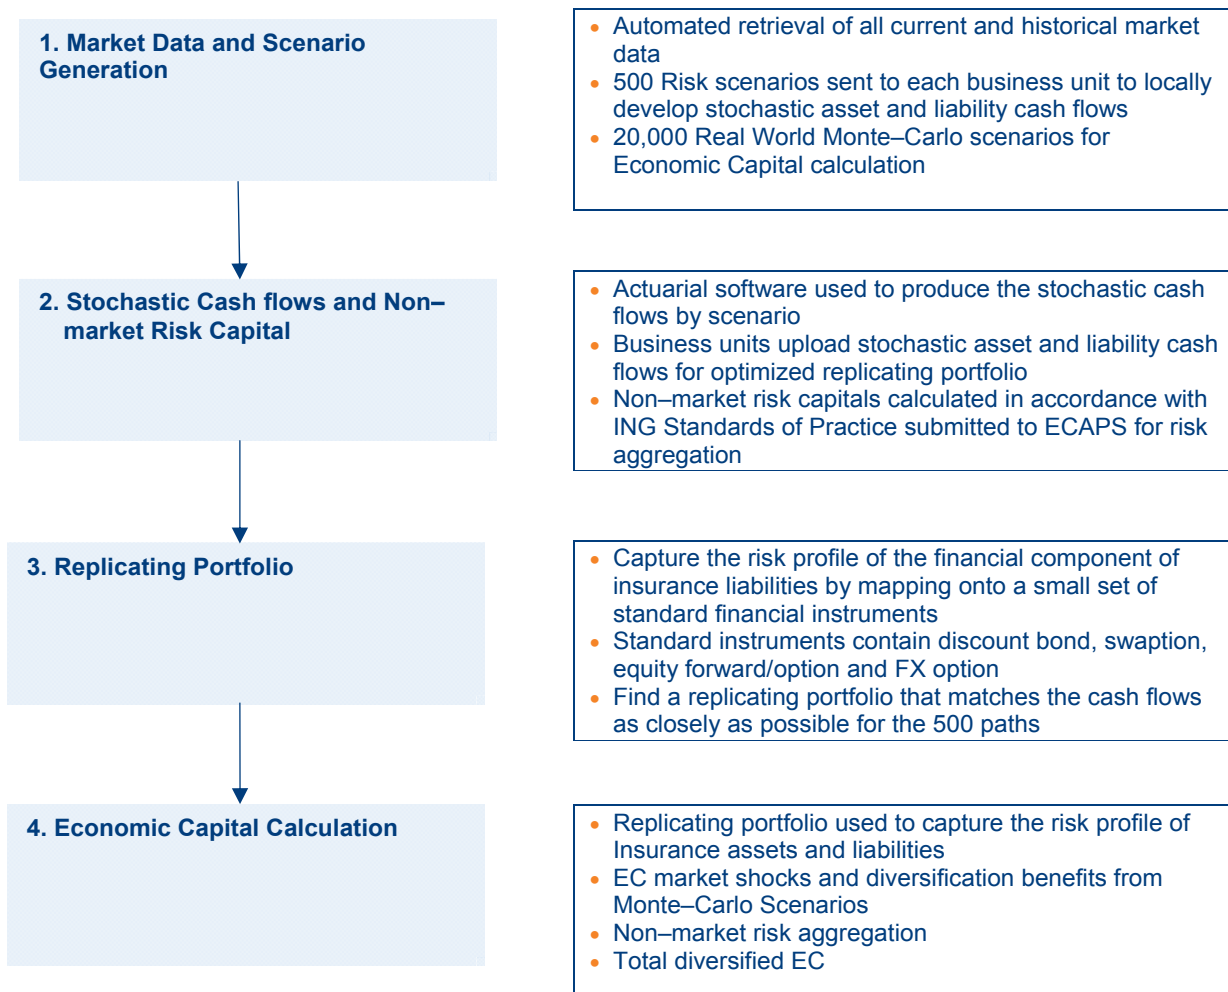 1. Market Data and Scenario
Generation
• Automated retrieval of all current and historical market
data
• 500 Risk scenarios sent to each business unit to locally
develop stochastic asset and liability cash flows
• 20,000 Real World Monte–Carlo scenarios for
Economic Capital calculation
2. Stochastic Cash flows and Non–
market Risk Capital
• Actuarial software used to produce the stochastic cash
flows by scenario
• Business units upload stochastic asset and liability cash
flows for optimized replicating portfolio
• Non–market risk capitals calculated in accordance with
ING Standards of Practice submitted to ECAPS for risk
aggregation
3. Replicating Portfolio
• Capture the risk profile of the financial component of
insurance liabilities by mapping onto a small set of
standard financial instruments
• Standard instruments contain discount bond, swaption,
equity forward/option and FX option
• Find a replicating portfolio that matches the cash flows
as closely as possible for the 500 paths
4. Economic Capital Calculation
• Replicating portfolio used to capture the risk profile of
Insurance assets and liabilities
• EC market shocks and diversification benefits from
Monte–Carlo Scenarios
• Non–market risk aggregation
• Total diversified EC